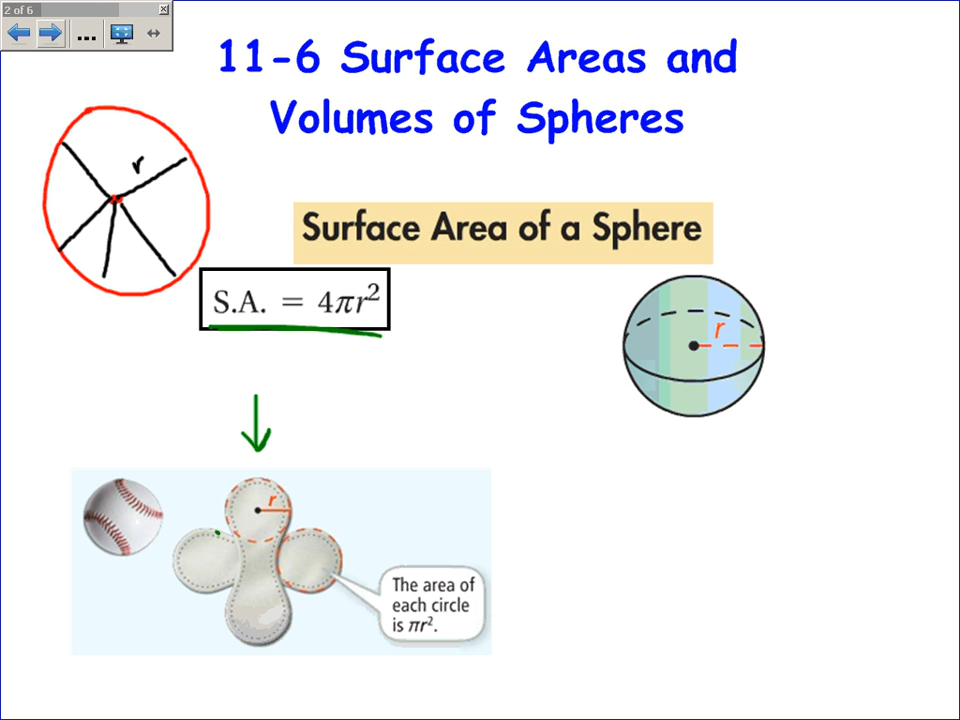 2 of 6
11-6 Surface Areas and
Volumes of Spheres
r
Surface Area of a Sphere
S.A. = 4πr²
r
r
The area of
each circle
is πr².